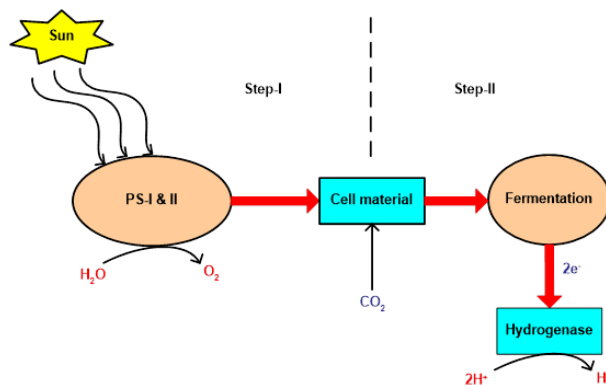 Sun
Step-I
Step-II
PS-I & II
Cell material
Fermentation
H₂O
O₂
CO₂
2e⁻
Hydrogenase
2H⁺
H